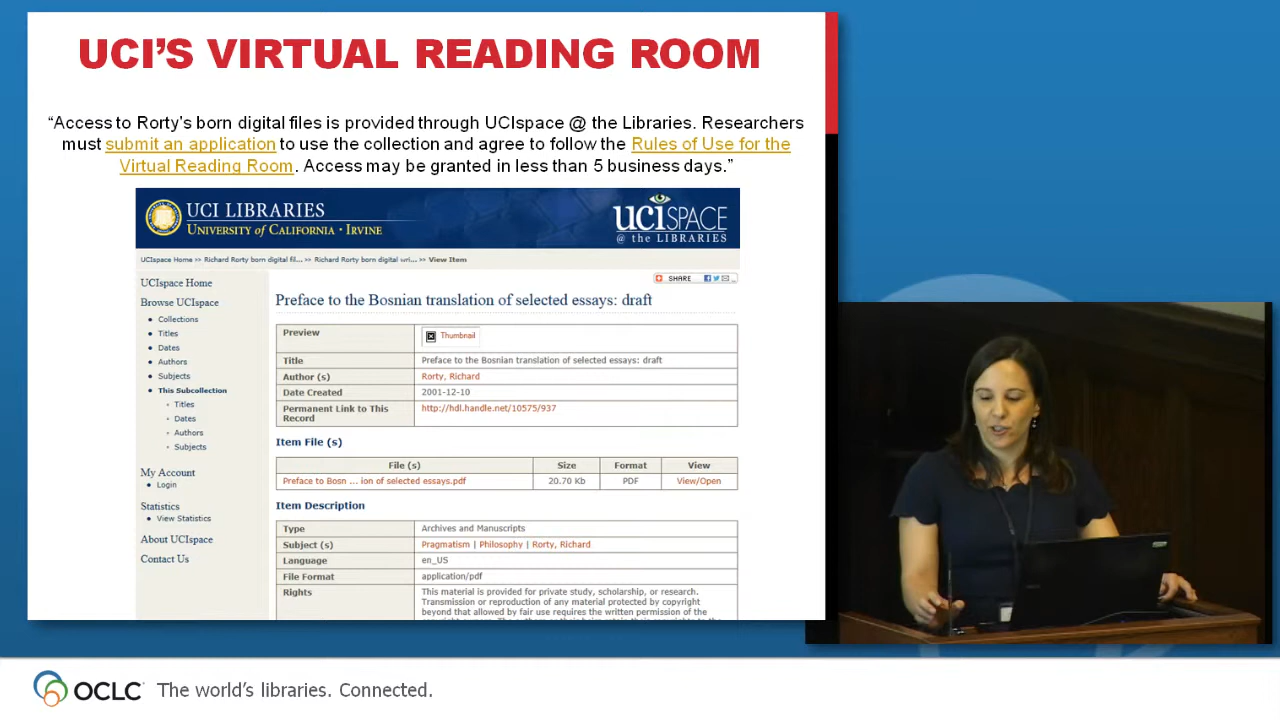 UCI'S VIRTUAL READING ROOM
“Access to Rorty's born digital files is provided through UCIspace @ the Libraries. Researchers
must submit an application to use the collection and agree to follow the Rules of Use for the
Virtual Reading Room. Access may be granted in less than 5 business days.”
UCI LIBRARIES
UNIVERSITY of CALIFORNIA • IRVINE
UCISPACE
@ the LIBRARIES
UCIspace Home >> Richard Rorty born digital fil... >> Richard Rorty born digital wri... >> View Item
SHARE
UCIspace Home
Browse UCIspace
Collections
Titles
Dates
Authors
Subjects
This Subcollection
Titles
Dates
Authors
Subjects
My Account
Login
Statistics
View Statistics
About UCIspace
Contact Us
Preface to the Bosnian translation of selected essays: draft
Preview Thumbnail
Title Preface to the Bosnian translation of selected essays: draft
Author (s) Rorty, Richard
Date Created 2001-12-10
Permanent Link to This http://hdl.handle.net/10575/937
Record
Item File (s)
File (s) Size Format View
Preface to Bosn ... ion of selected essays.pdf 20.70 Kb PDF View/Open
Item Description
Type Archives and Manuscripts
Subject (s) Pragmatism | Philosophy | Rorty, Richard
Language en_US
File Format application/pdf
Rights This material is provided for private study, scholarship, or research.
Transmission or reproduction of any material protected by copyright
beyond that allowed by fair use requires the written permission of the
OCLC The world's libraries. Connected.